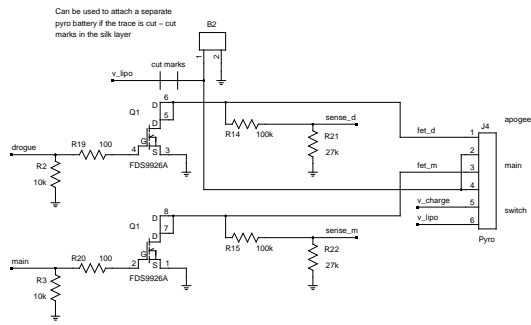 Can be used to attach a separate
pyro battery if the trace is cut – cut
marks in the silk layer
B2
1 2
cut marks
v_lipo
Q1
6
D
5
D
G
S
4
3
FDS9926A
drogue
R19 100
R2
10k
R14 100k
sense_d
R21
27k
fet_d
fet_m
v_charge
v_lipo
J4
1
2
3
4
5
6
Pyro
apogee
main
switch
Q1
8
D
7
D
G
S
2
1
FDS9926A
main
R20 100
R3
10k
R15 100k
sense_m
R22
27k